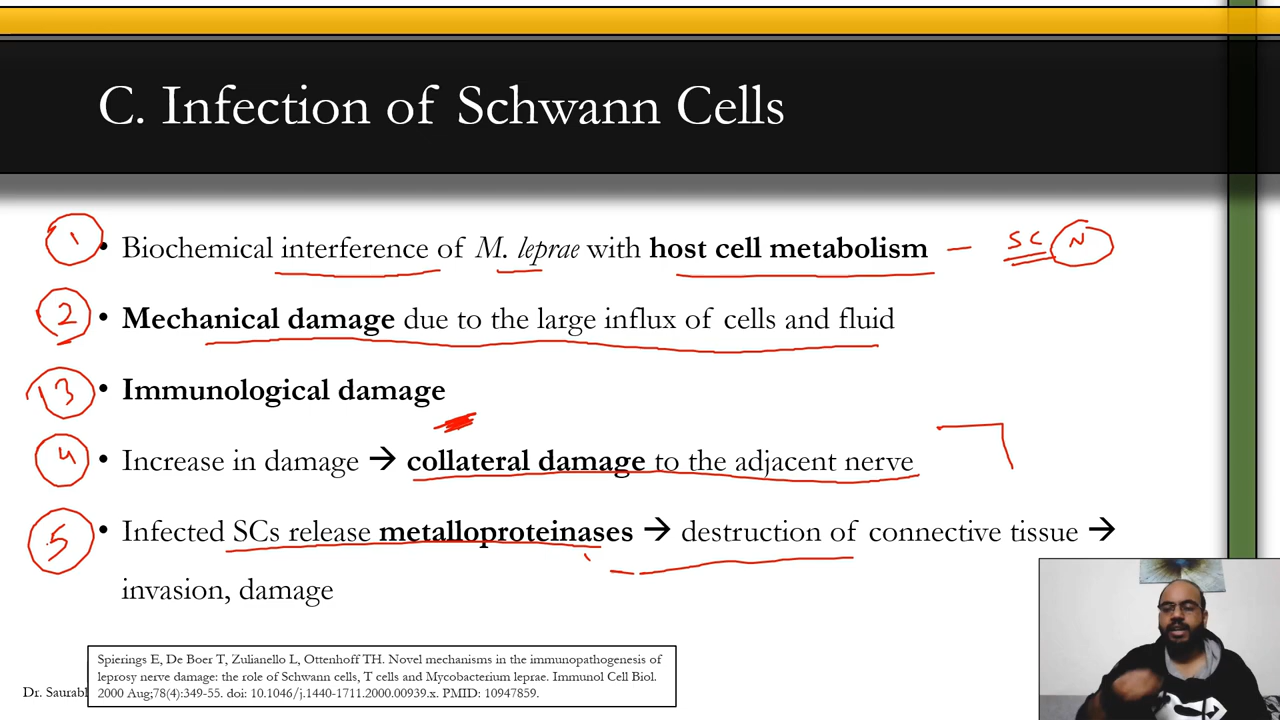 C. Infection of Schwann Cells
1 • Biochemical interference of M. leprae with host cell metabolism – SC N
2 • Mechanical damage due to the large influx of cells and fluid
3 • Immunological damage
4 • Increase in damage → collateral damage to the adjacent nerve
5 • Infected SCs release metalloproteinases → destruction of connective tissue →
invasion, damage
Spierings E, De Boer T, Zulianello L, Ottenhoff TH. Novel mechanisms in the immunopathogenesis of
leprosy nerve damage: the role of Schwann cells, T cells and Mycobacterium leprae. Immunol Cell Biol.
Dr. Saurabl 2000 Aug;78(4):349-55. doi: 10.1046/j.1440-1711.2000.00939.x. PMID: 10947859.